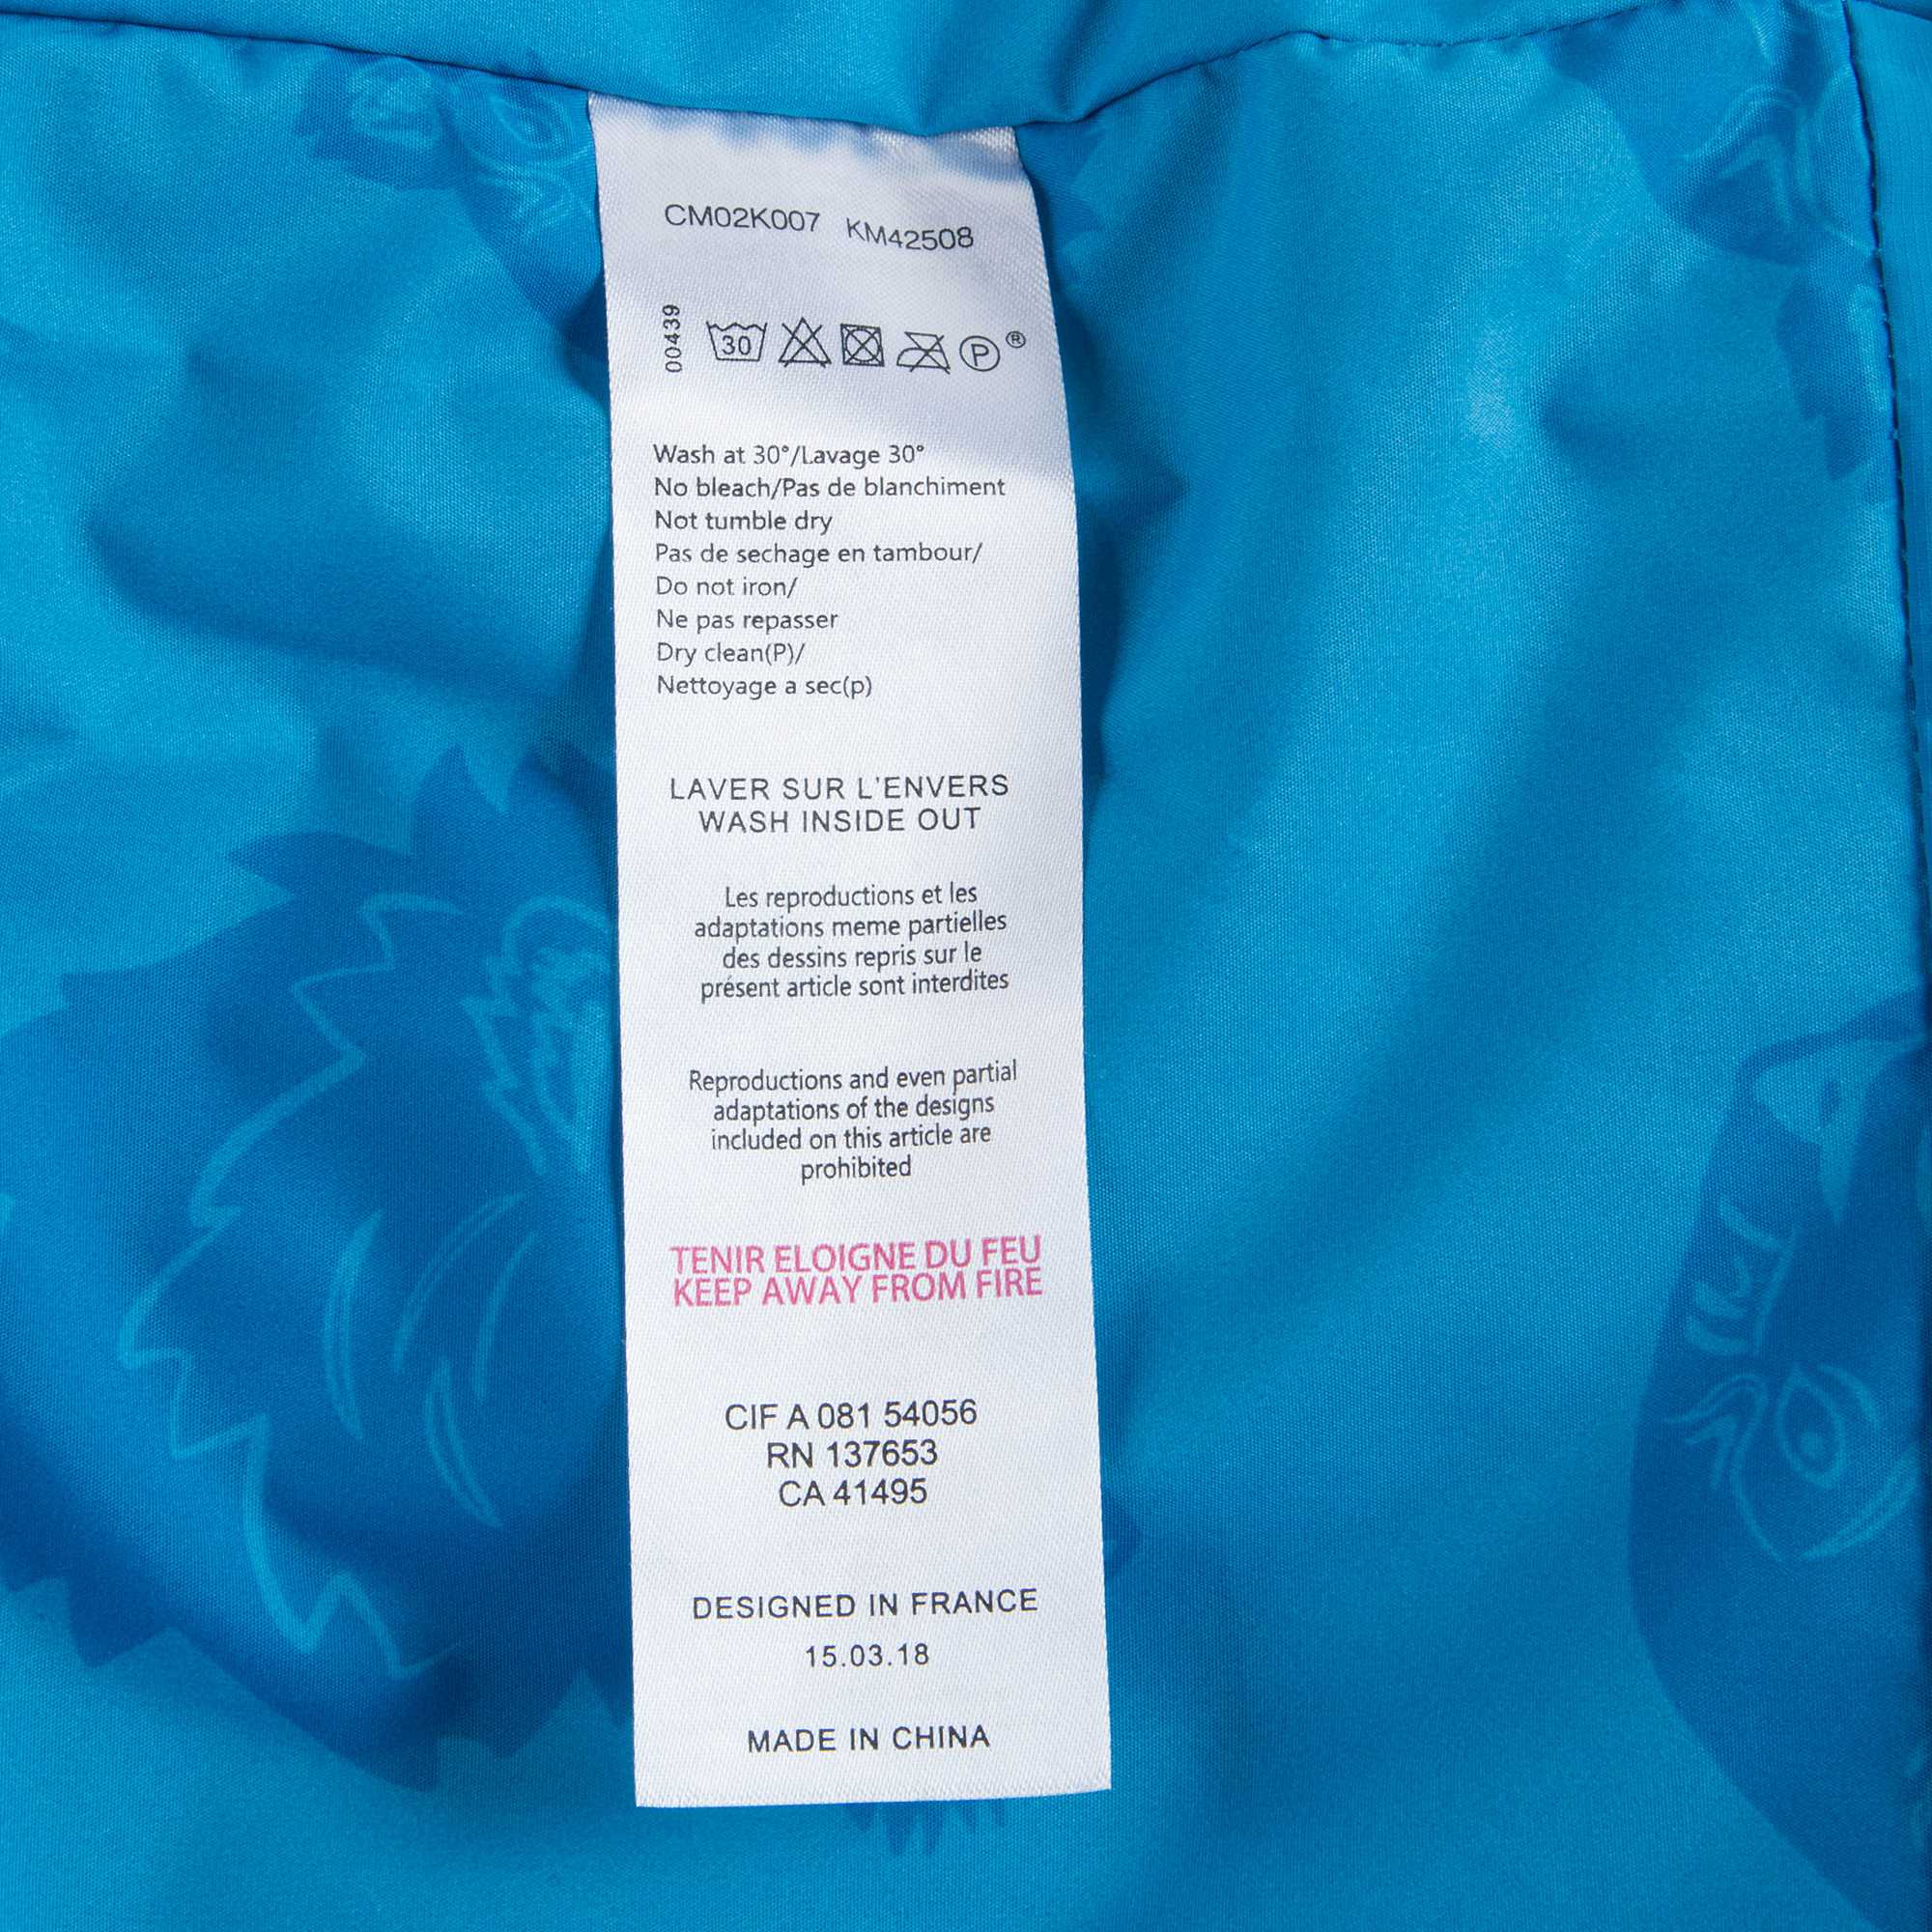 CM02K007 KM42508
00439
30 P ®
Wash at 30°/Lavage 30°
No bleach/Pas de blanchiment
Not tumble dry
Pas de sechage en tambour/
Do not iron/
Ne pas repasser
Dry clean(P)/
Nettoyage a sec(p)
LAVER SUR L'ENVERS
WASH INSIDE OUT
Les reproductions et les
adaptations meme partielles
des dessins repris sur le
présent article sont interdites
Reproductions and even partial
adaptations of the designs
included on this article are
prohibited
TENIR ELOIGNE DU FEU
KEEP AWAY FROM FIRE
CIF A 081 54056
RN 137653
CA 41495
DESIGNED IN FRANCE
15.03.18
MADE IN CHINA